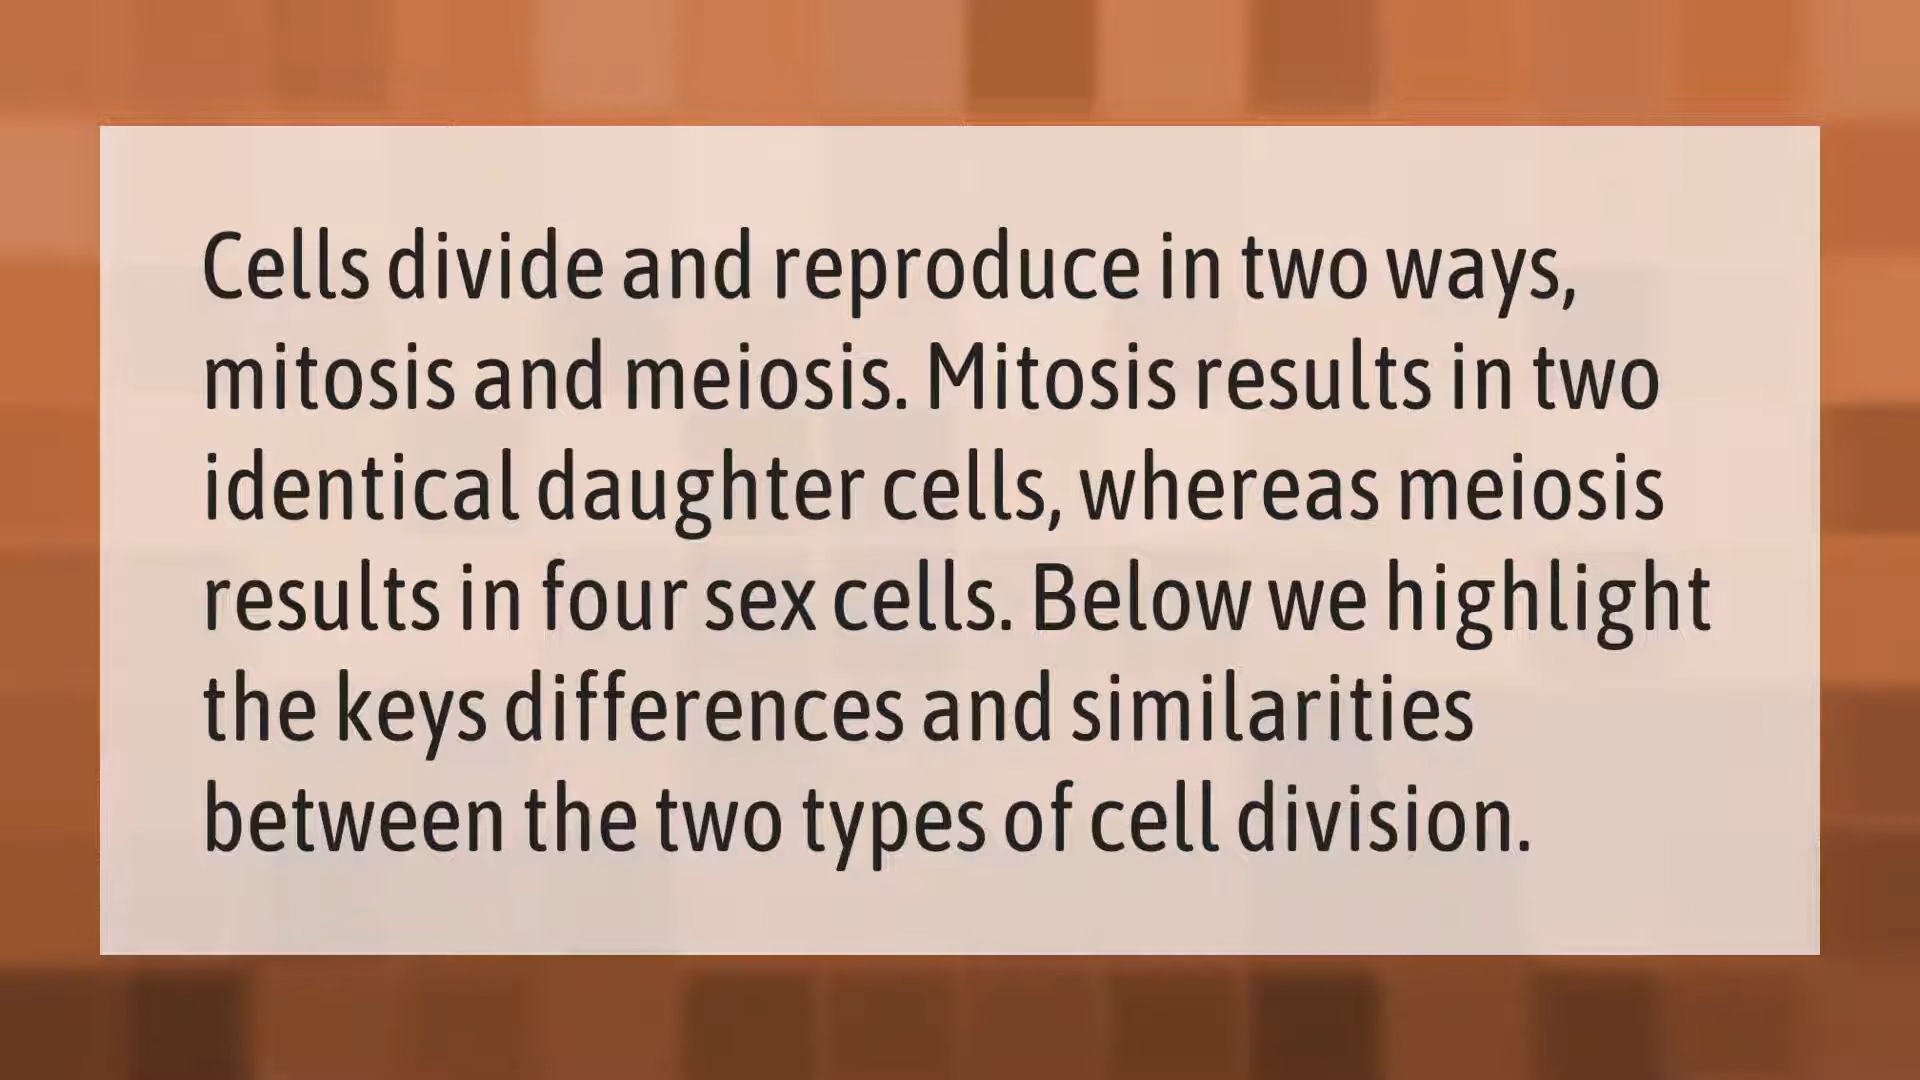 Cells divide and reproduce in two ways,
mitosis and meiosis. Mitosis results in two
identical daughter cells, whereas meiosis
results in four sex cells. Below we highlight
the keys differences and similarities
between the two types of cell division.